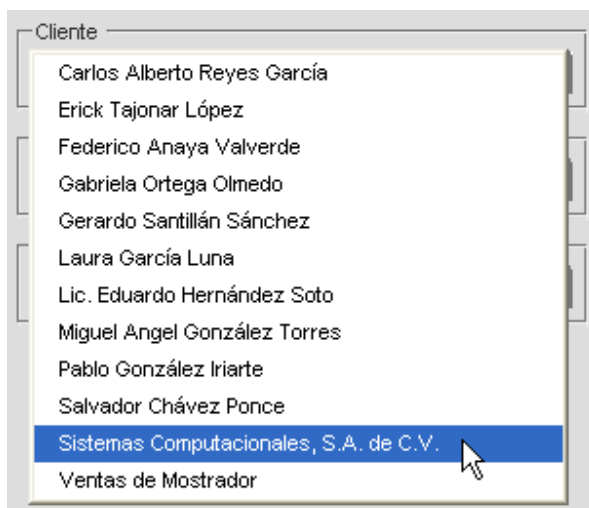 Cliente
Carlos Alberto Reyes García
Erick Tajonar López
Federico Anaya Valverde
Gabriela Ortega Olmedo
Gerardo Santillán Sánchez
Laura García Luna
Lic. Eduardo Hernández Soto
Miguel Angel González Torres
Pablo González Iriarte
Salvador Chávez Ponce
Sistemas Computacionales, S.A. de C.V.
Ventas de Mostrador